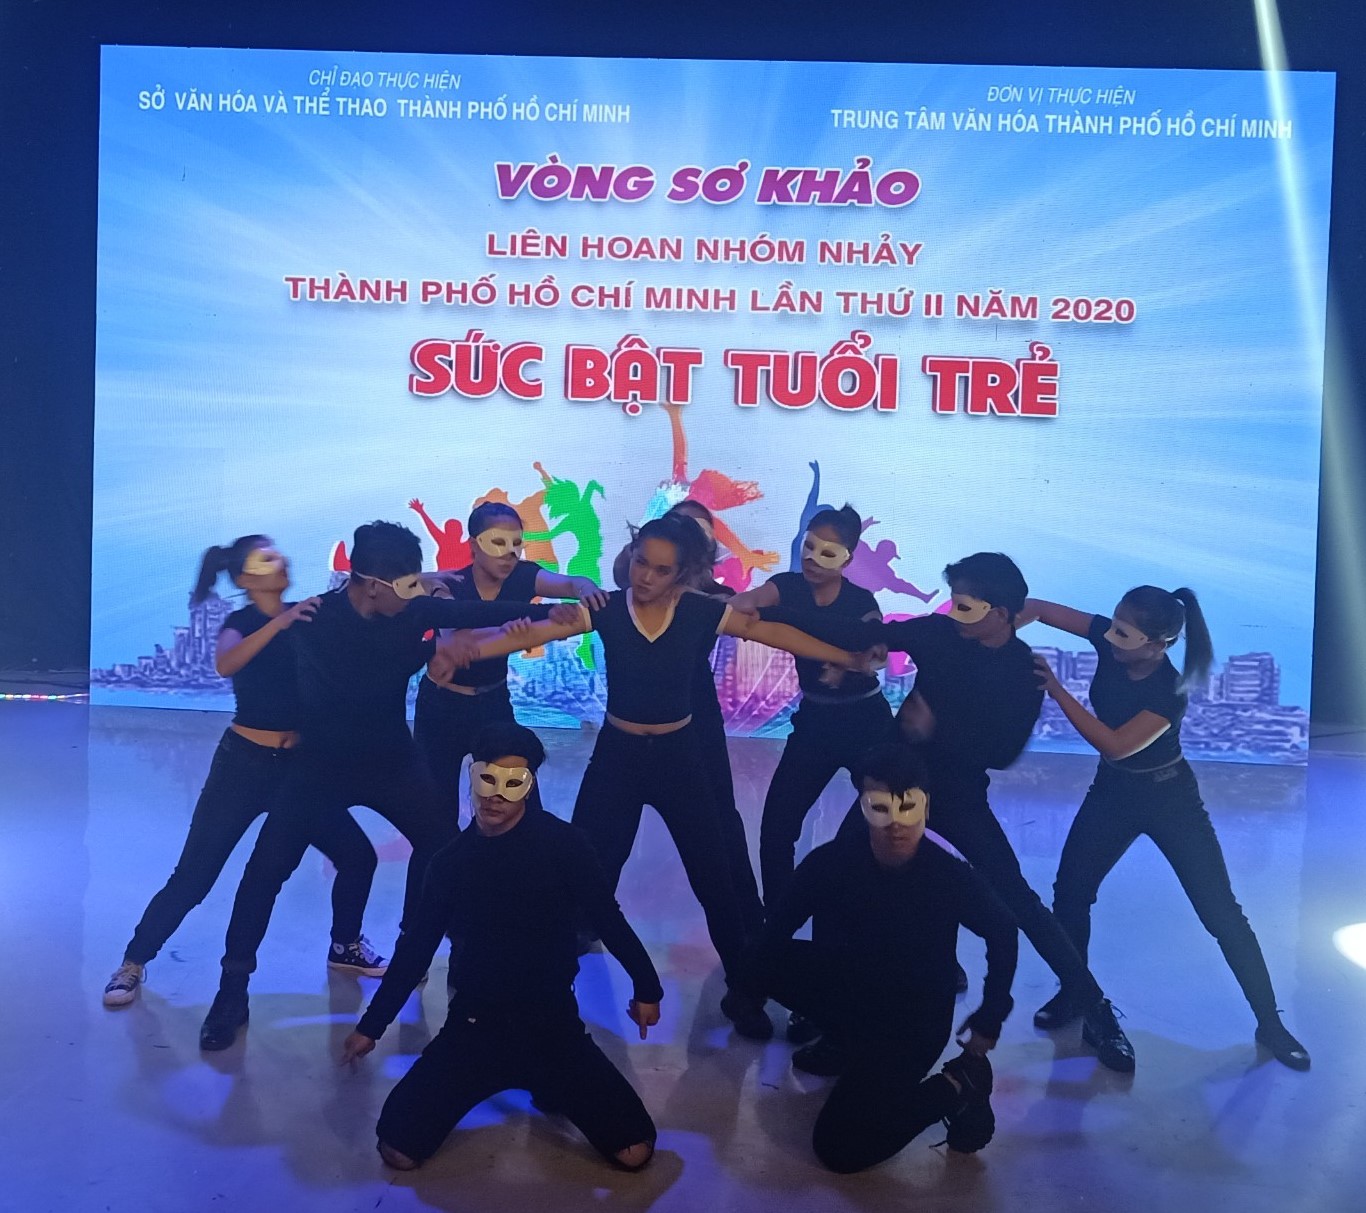 CHỈ ĐẠO THỰC HIỆN
SỞ VĂN HÓA VÀ THỂ THAO THÀNH PHỐ HỒ CHÍ MINH
ĐƠN VỊ THỰC HIỆN
TRUNG TÂM VĂN HÓA THÀNH PHỐ HỒ CHÍ MINH
VÒNG SƠ KHẢO
LIÊN HOAN NHÓM NHẢY
THÀNH PHỐ HỒ CHÍ MINH LẦN THỨ II NĂM 2020
SỨC BẬT TUỔI TRẺ